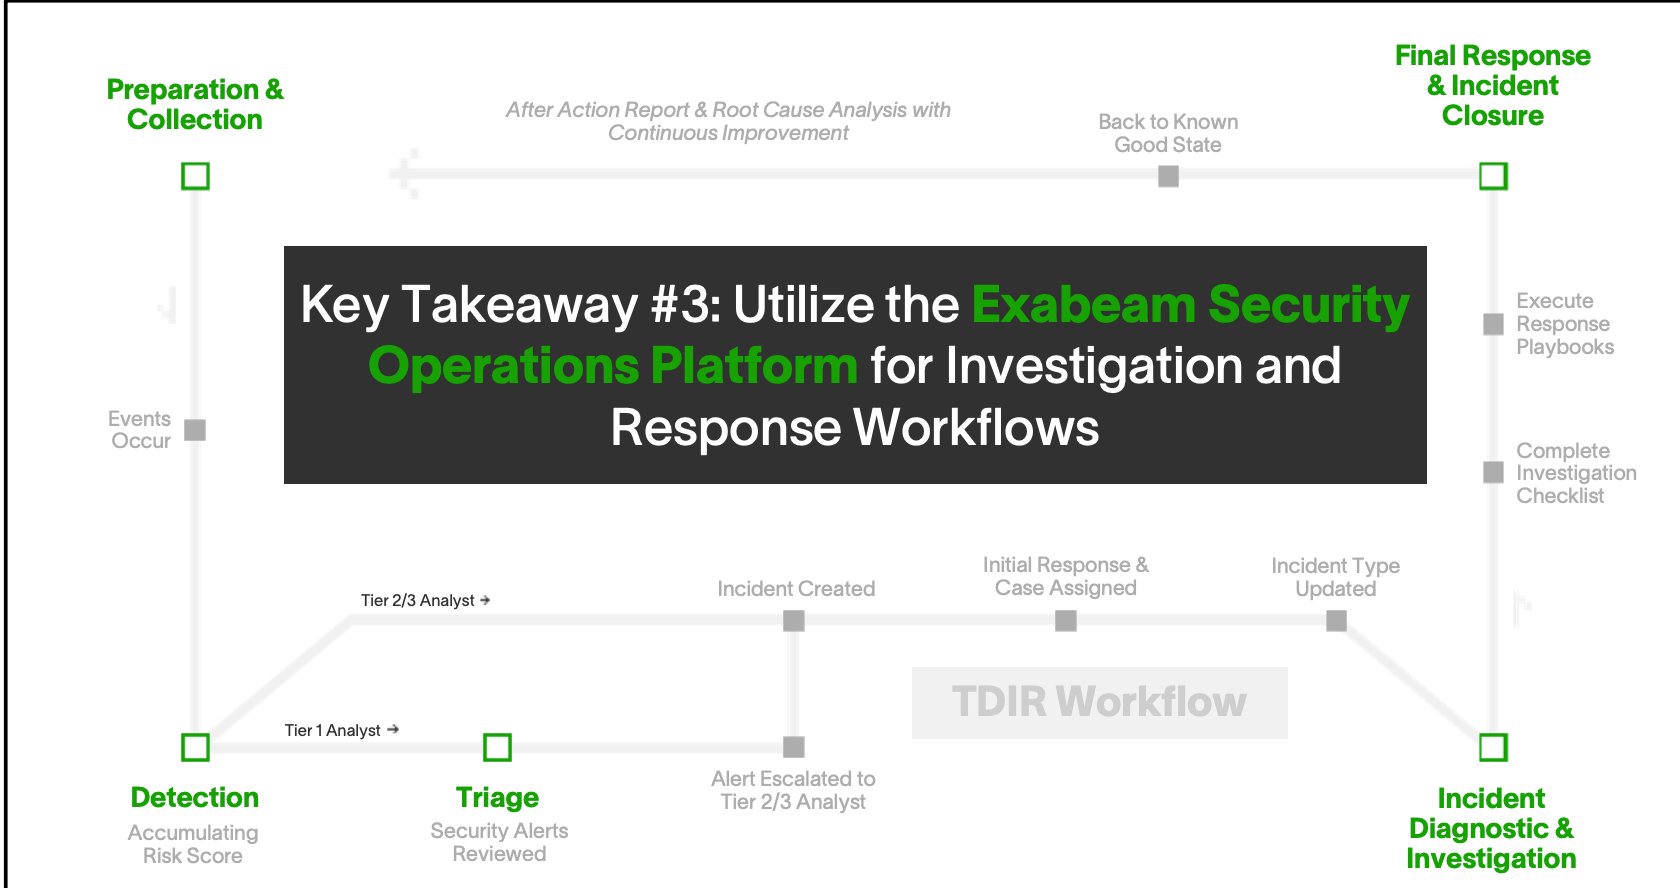 Preparation &
Collection
After Action Report & Root Cause Analysis with
Continuous Improvement
Back to Known
Good State
Final Response
& Incident
Closure
Key Takeaway #3: Utilize the Exabeam Security
Operations Platform for Investigation and
Response Workflows
Execute
Response
Playbooks
Events
Occur
Complete
Investigation
Checklist
Tier 2/3 Analyst →
Incident Created
Initial Response &
Case Assigned
Incident Type
Updated
TDIR Workflow
Tier 1 Analyst →
Detection
Accumulating
Risk Score
Triage
Security Alerts
Reviewed
Alert Escalated to
Tier 2/3 Analyst
Incident
Diagnostic &
Investigation